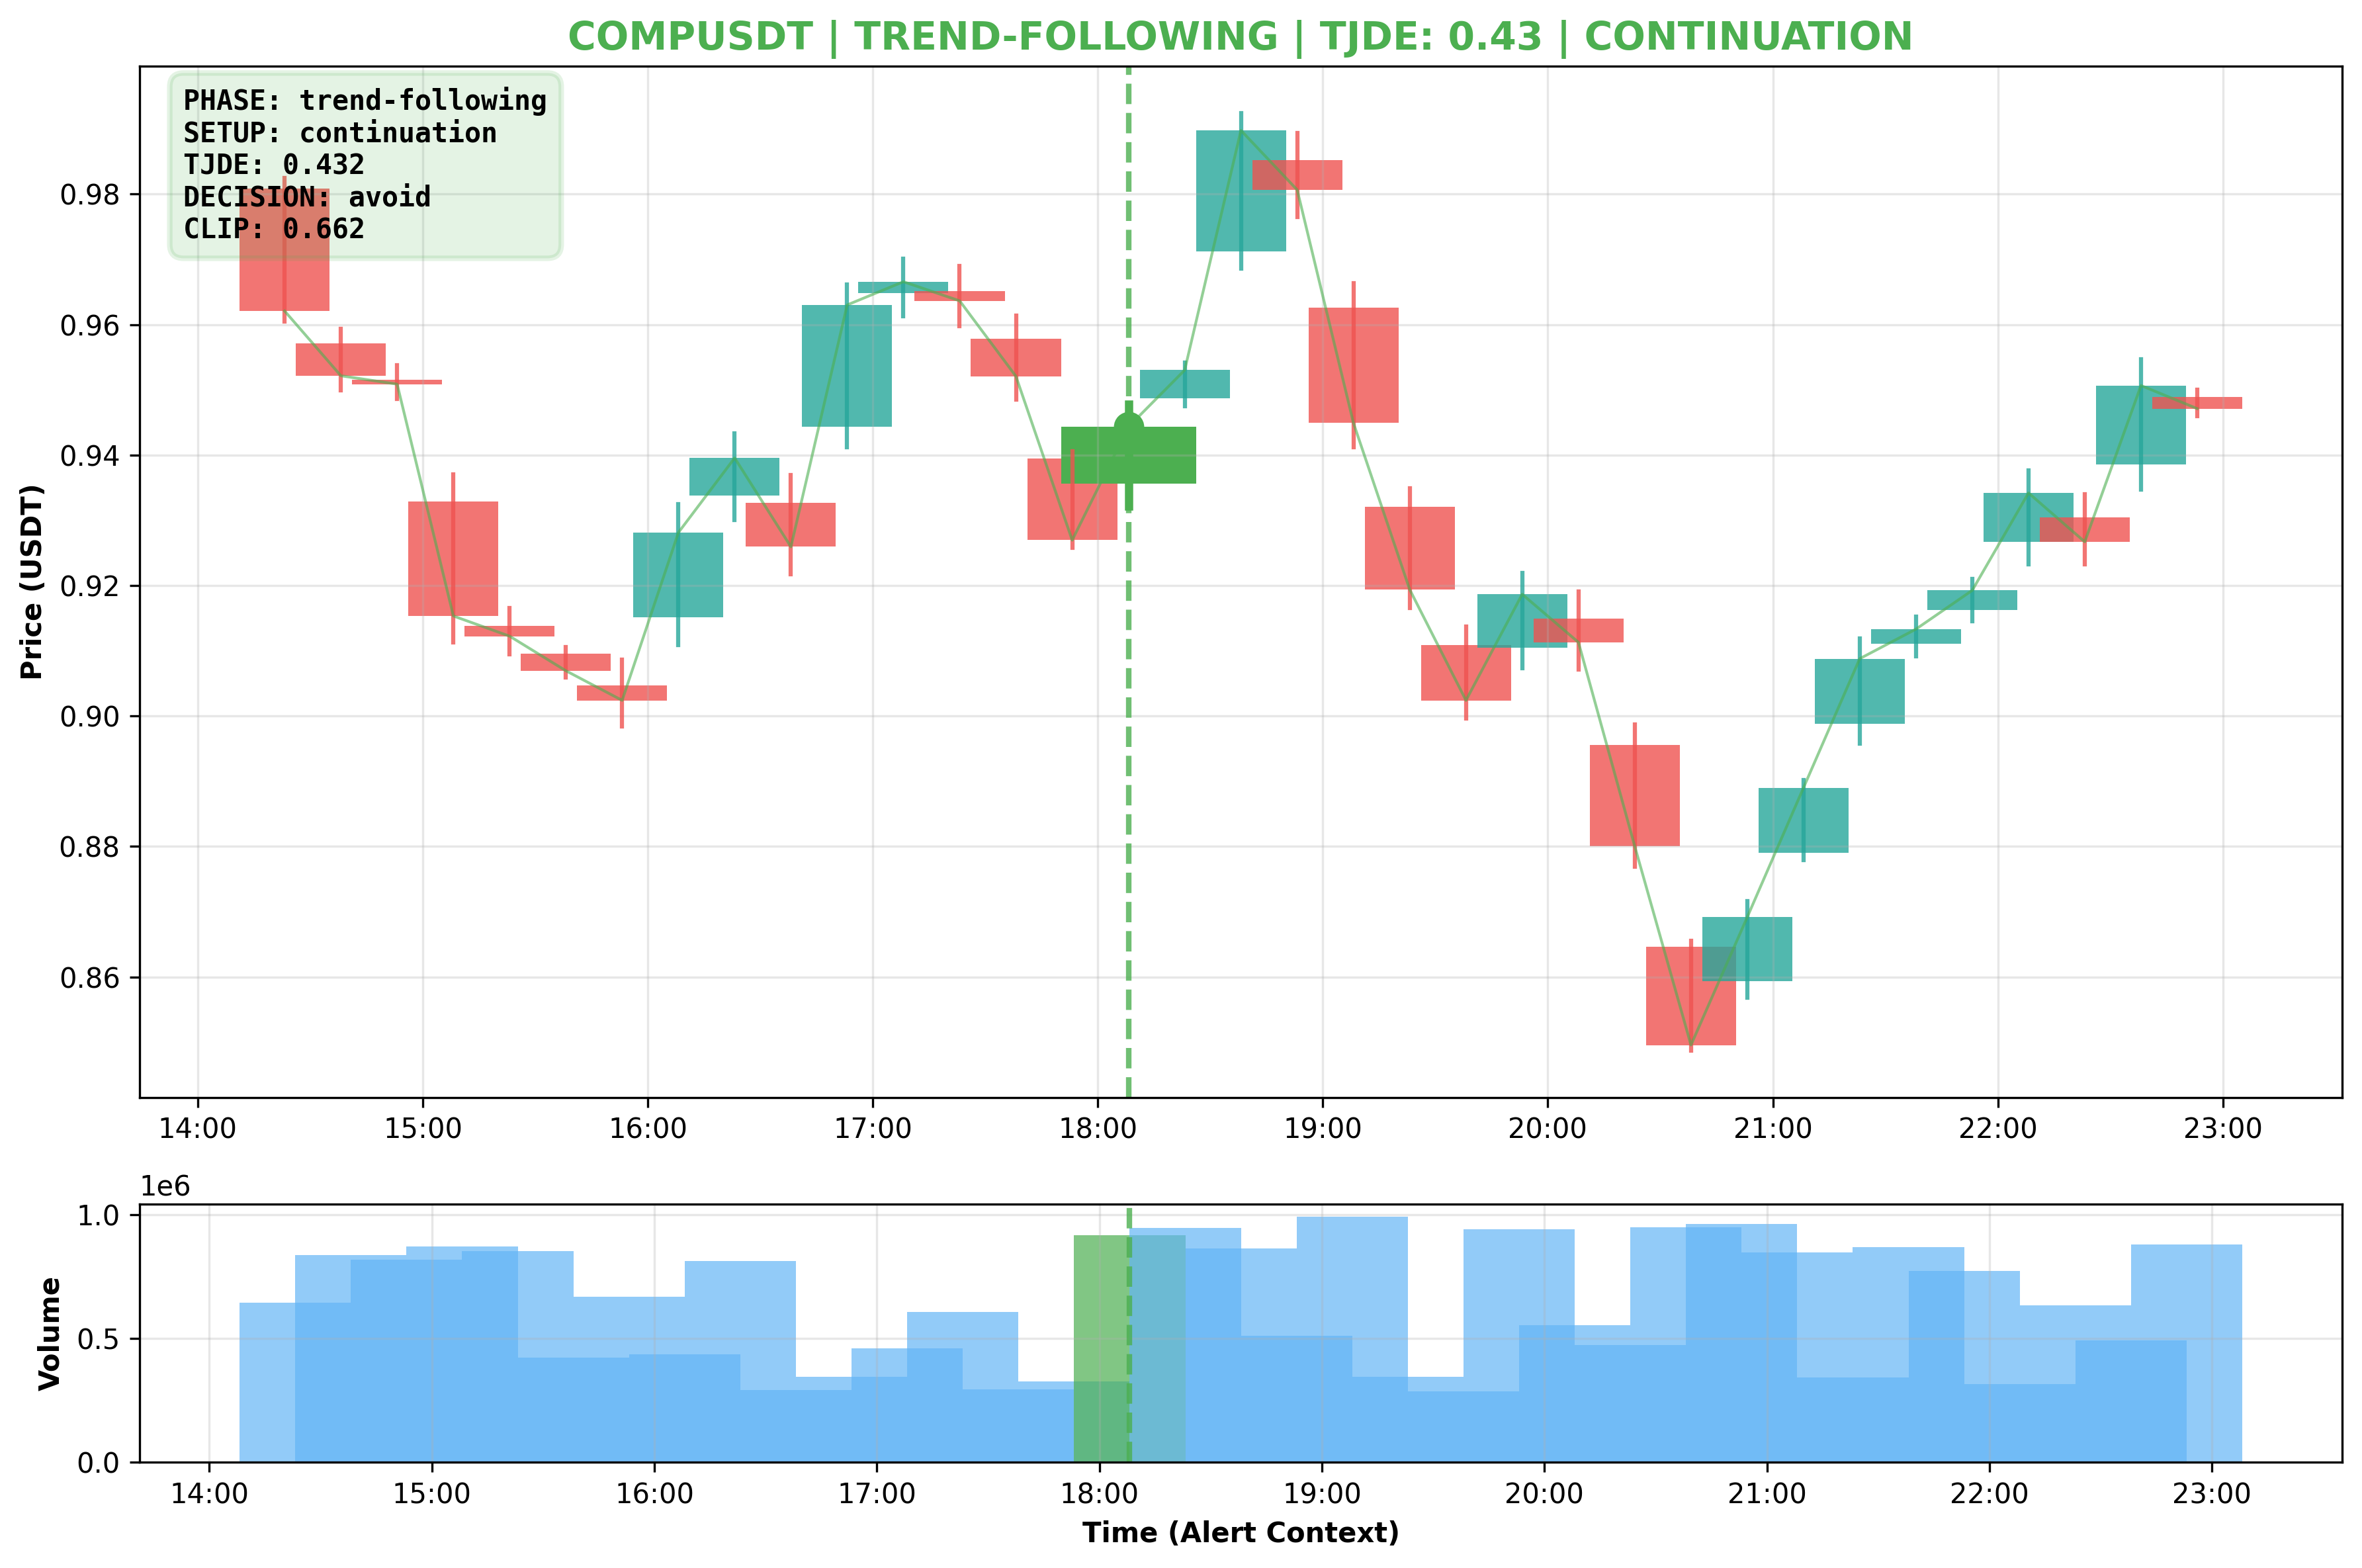 COMPUSDT | TREND-FOLLOWING | TJDE: 0.43 | CONTINUATION
PHASE: trend-following
SETUP: continuation
TJDE: 0.432
DECISION: avoid
CLIP: 0.662
Price (USDT)
0.98
0.96
0.94
0.92
0.90
0.88
0.86
14:00 15:00 16:00 17:00 18:00 19:00 20:00 21:00 22:00 23:00
1e6
Volume
1.0
0.5
0.0
14:00 15:00 16:00 17:00 18:00 19:00 20:00 21:00 22:00 23:00
Time (Alert Context)